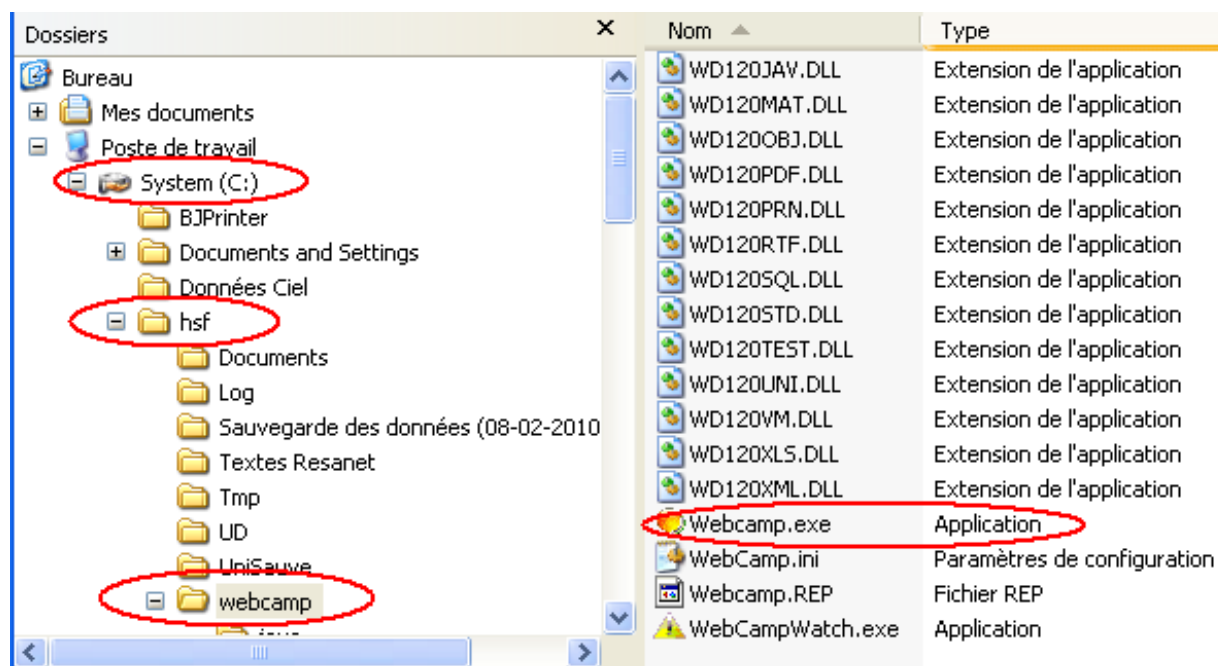 Dossiers
Bureau
Mes documents
Poste de travail
System (C:)
BJPrinter
Documents and Settings
Données Ciel
hsf
Documents
Log
Sauvegarde des données (08-02-2010
Textes Resanet
Tmp
UD
UniSauve
webcamp
Nom Type
WD120JAV.DLL Extension de l'application
WD120MAT.DLL Extension de l'application
WD120OBJ.DLL Extension de l'application
WD120PDF.DLL Extension de l'application
WD120PRN.DLL Extension de l'application
WD120RTF.DLL Extension de l'application
WD120SQL.DLL Extension de l'application
WD120STD.DLL Extension de l'application
WD120TEST.DLL Extension de l'application
WD120UNI.DLL Extension de l'application
WD120VM.DLL Extension de l'application
WD120XLS.DLL Extension de l'application
WD120XML.DLL Extension de l'application
Webcamp.exe Application
WebCamp.ini Paramètres de configuration
Webcamp.REP Fichier REP
WebCampWatch.exe Application